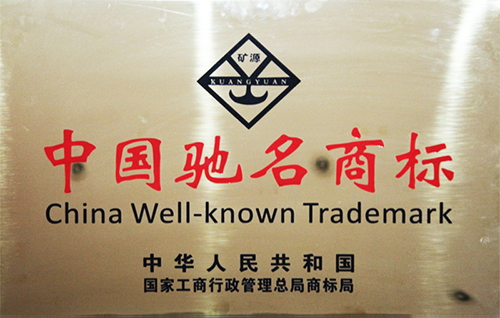 矿源
KUANGYUAN
中国驰名商标
China Well-known Trademark
中华人民共和国
国家工商行政管理总局商标局